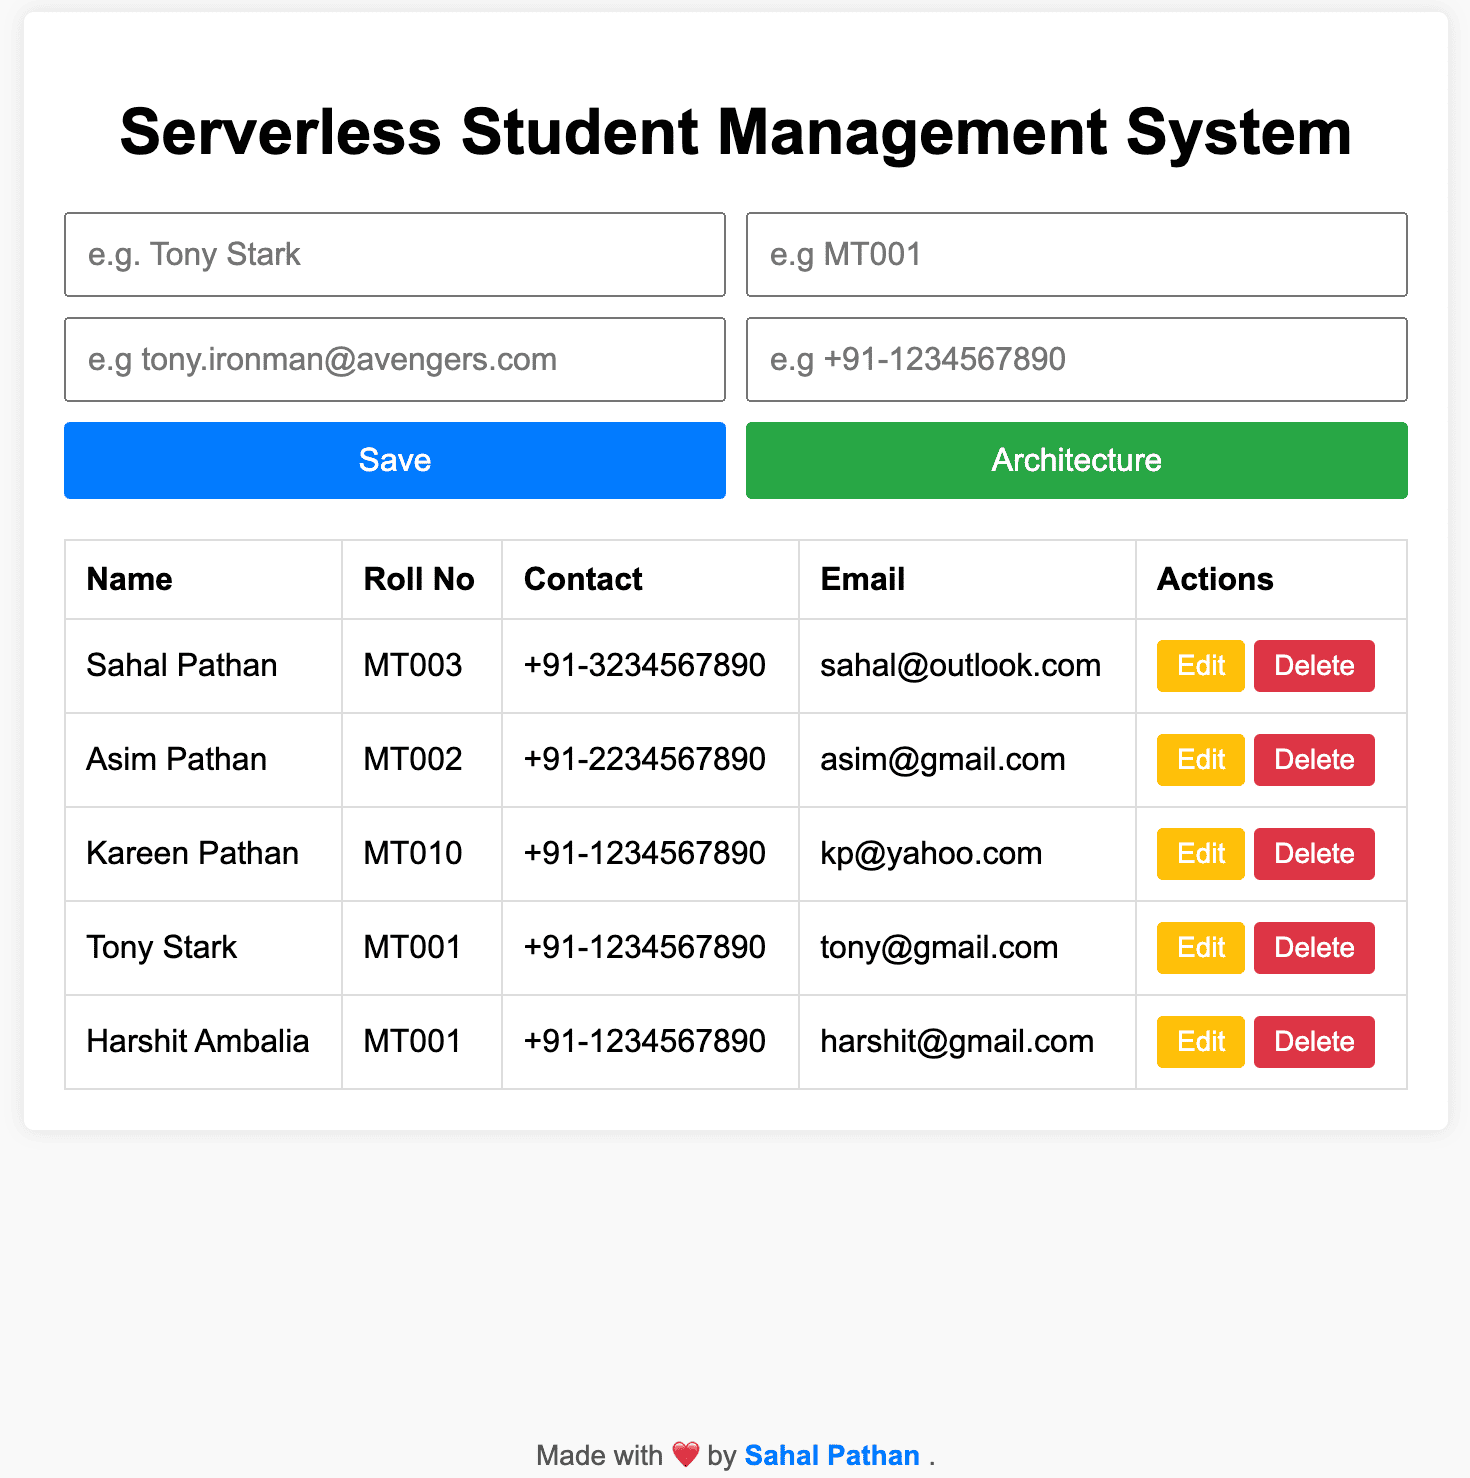 Serverless Student Management System
e.g. Tony Stark e.g MT001
e.g tony.ironman@avengers.com e.g +91-1234567890
Save Architecture
Name Roll No Contact Email Actions
Sahal Pathan MT003 +91-3234567890 sahal@outlook.com Edit Delete
Asim Pathan MT002 +91-2234567890 asim@gmail.com Edit Delete
Kareen Pathan MT010 +91-1234567890 kp@yahoo.com Edit Delete
Tony Stark MT001 +91-1234567890 tony@gmail.com Edit Delete
Harshit Ambalia MT001 +91-1234567890 harshit@gmail.com Edit Delete
Made with ❤️ by Sahal Pathan .